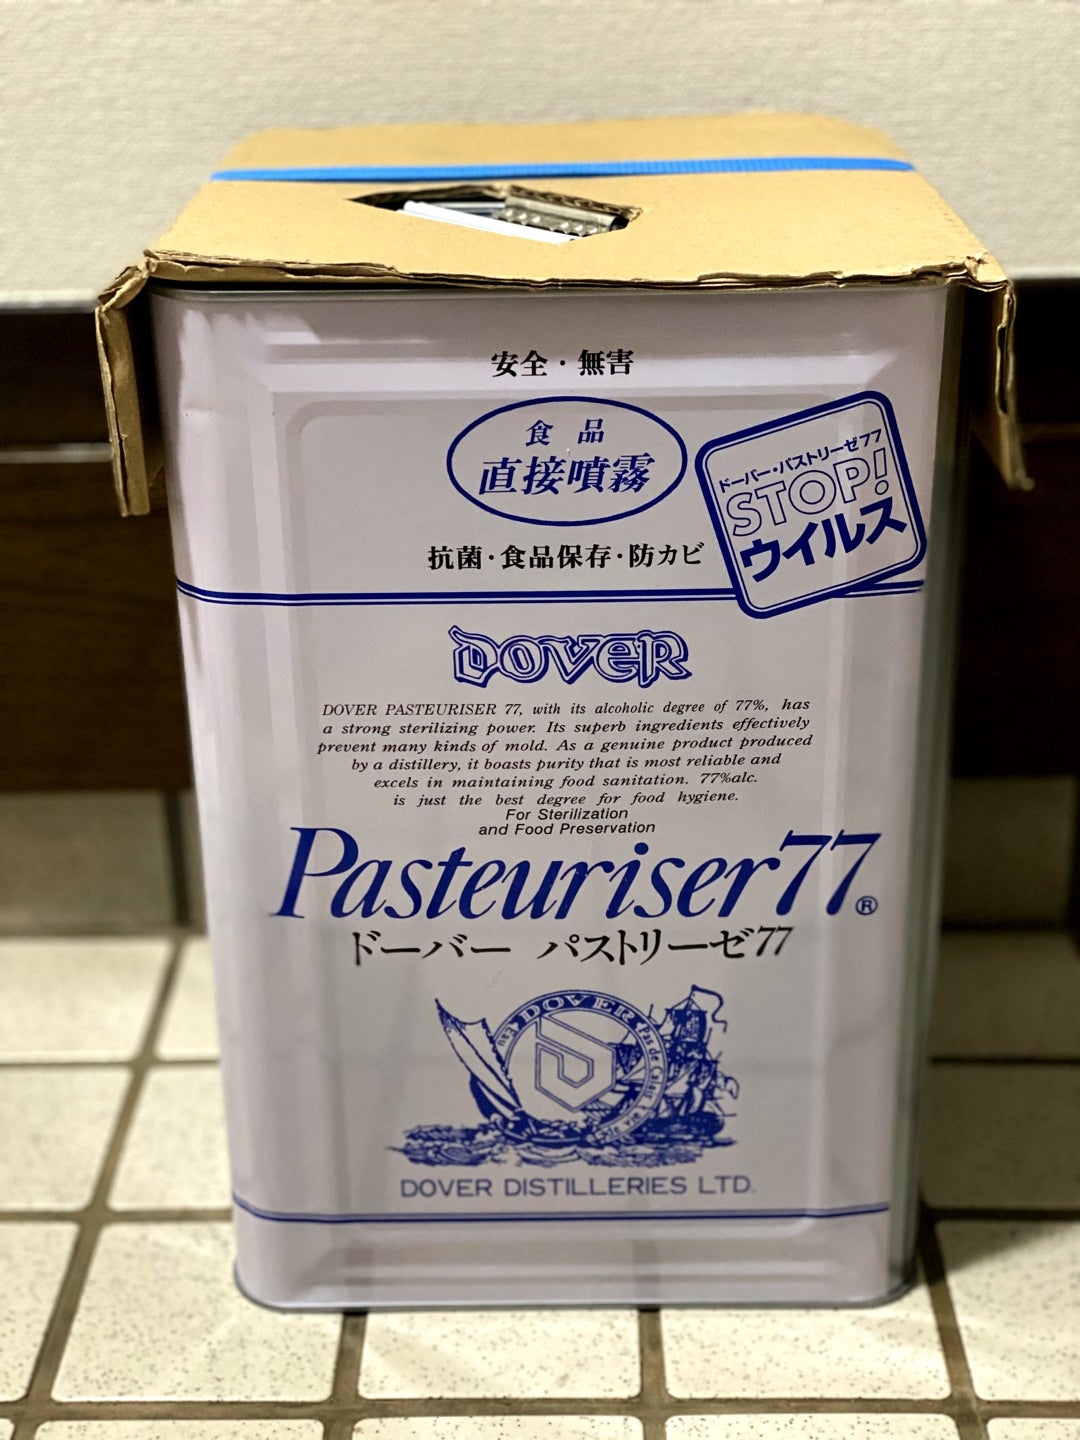 安全・無害
食品
直接噴霧
抗菌・食品保存・防カビ
ドーバー・パストリーゼ77
STOP!
ウイルス
DOVER
DOVER PASTEURISER 77, with its alcoholic degree of 77%, has
a strong sterilizing power. Its superb ingredients effectively
prevent many kinds of mold. As a genuine product produced
by a distillery, it boasts purity that is most reliable and
excels in maintaining food sanitation. 77%alc.
is just the best degree for food hygiene.
For Sterilization
and Food Preservation
Pasteuriser77®
ドーバー パストリーゼ77
DOVER
Pas de Calais
DOVER DISTILLERIES LTD.